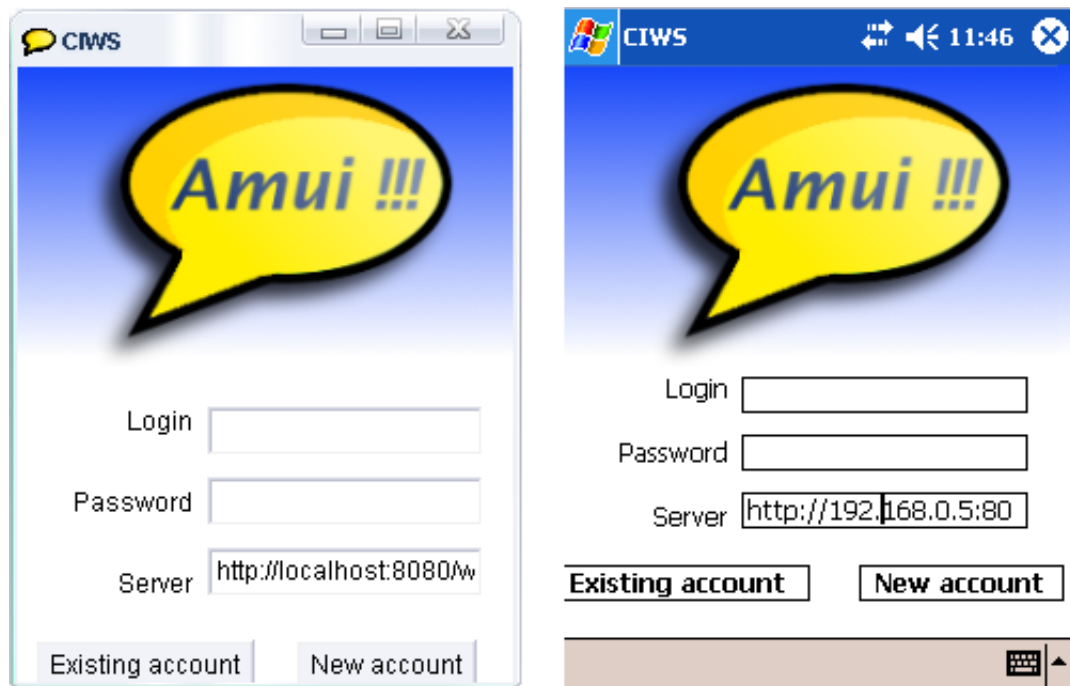 CIWS
Amui !!!
Login
Password
Server http://localhost:8080/w
Existing account New account
CIWS 11:46
Amui !!!
Login
Password
Server http://192.168.0.5:80
Existing account New account